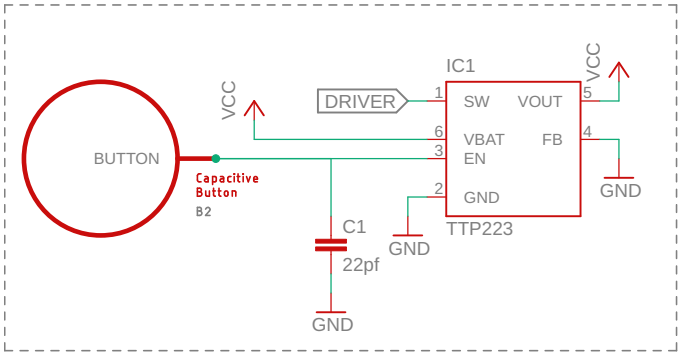 IC1
VCC
VCC
DRIVER
1
SW
VOUT
5
6
VBAT
FB
4
BUTTON
3
EN
Capacitive
Button
B2
2
GND
GND
TTP223
C1
GND
22pf
GND